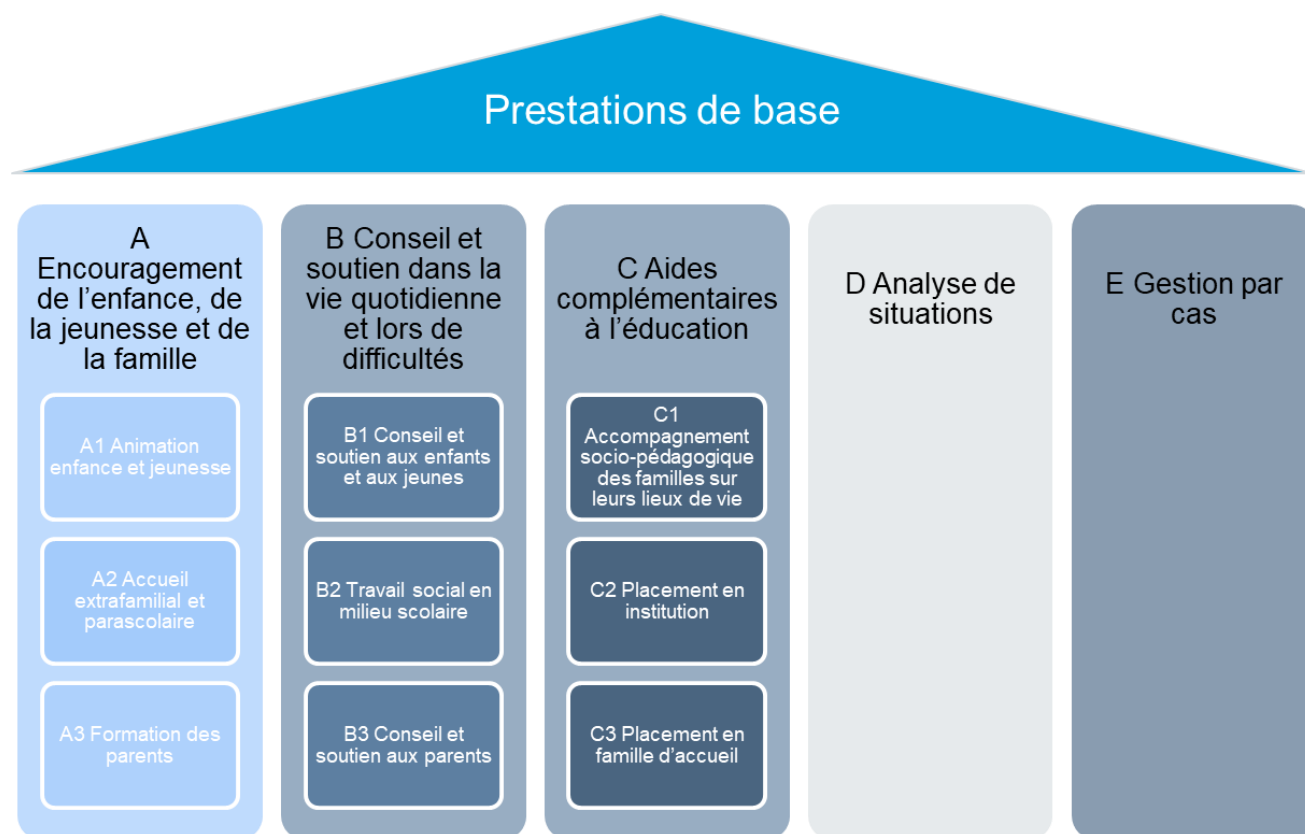 Prestations de base
A
Encouragement
de l’enfance, de
la jeunesse et de
la famille
A1 Animation
enfance et jeunesse
A2 Accueil
extrafamilial et
parascolaire
A3 Formation des
parents
B Conseil et
soutien dans la
vie quotidienne
et lors de
difficultés
B1 Conseil et
soutien aux enfants
et aux jeunes
B2 Travail social en
milieu scolaire
B3 Conseil et
soutien aux parents
C Aides
complémentaires
à l’éducation
C1
Accompagnement
socio-pédagogique
des familles sur
leurs lieux de vie
C2 Placement en
institution
C3 Placement en
famille d’accueil
D Analyse de
situations
E Gestion par
cas